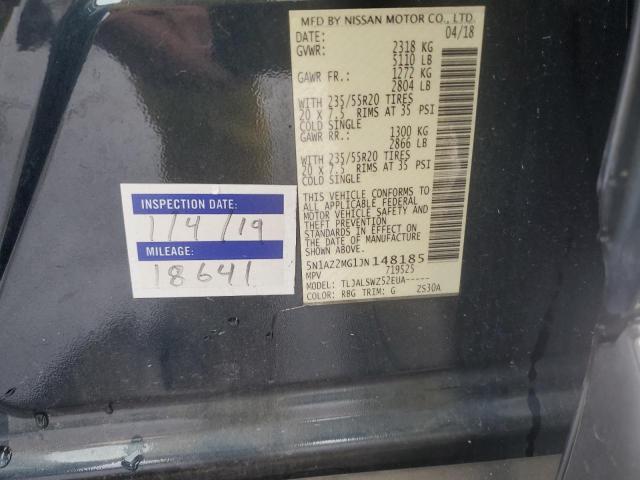 MFD BY NISSAN MOTOR CO., LTD.
DATE: 04/18
GVWR: 2318 KG
5110 LB
GAWR FR.: 1272 KG
2804 LB
WITH 235/55R20 TIRES
20 X 7.5 RIMS AT 35 PSI
COLD SINGLE
GAWR RR.: 1300 KG
2866 LB
WITH 235/55R20 TIRES
20 X 7.5 RIMS AT 35 PSI
COLD SINGLE
THIS VEHICLE CONFORMS TO
ALL APPLICABLE FEDERAL
MOTOR VEHICLE SAFETY AND
THEFT PREVENTION
STANDARDS IN EFFECT ON
THE DATE OF MANUFACTURE
SHOWN ABOVE.
5N1AZ2MG1JN148185
MPV 719525
MODEL: TLJALSWZ52EUA-----
COLOR: RBG TRIM: G ZS30A
INSPECTION DATE:
1/4/19
MILEAGE:
18641